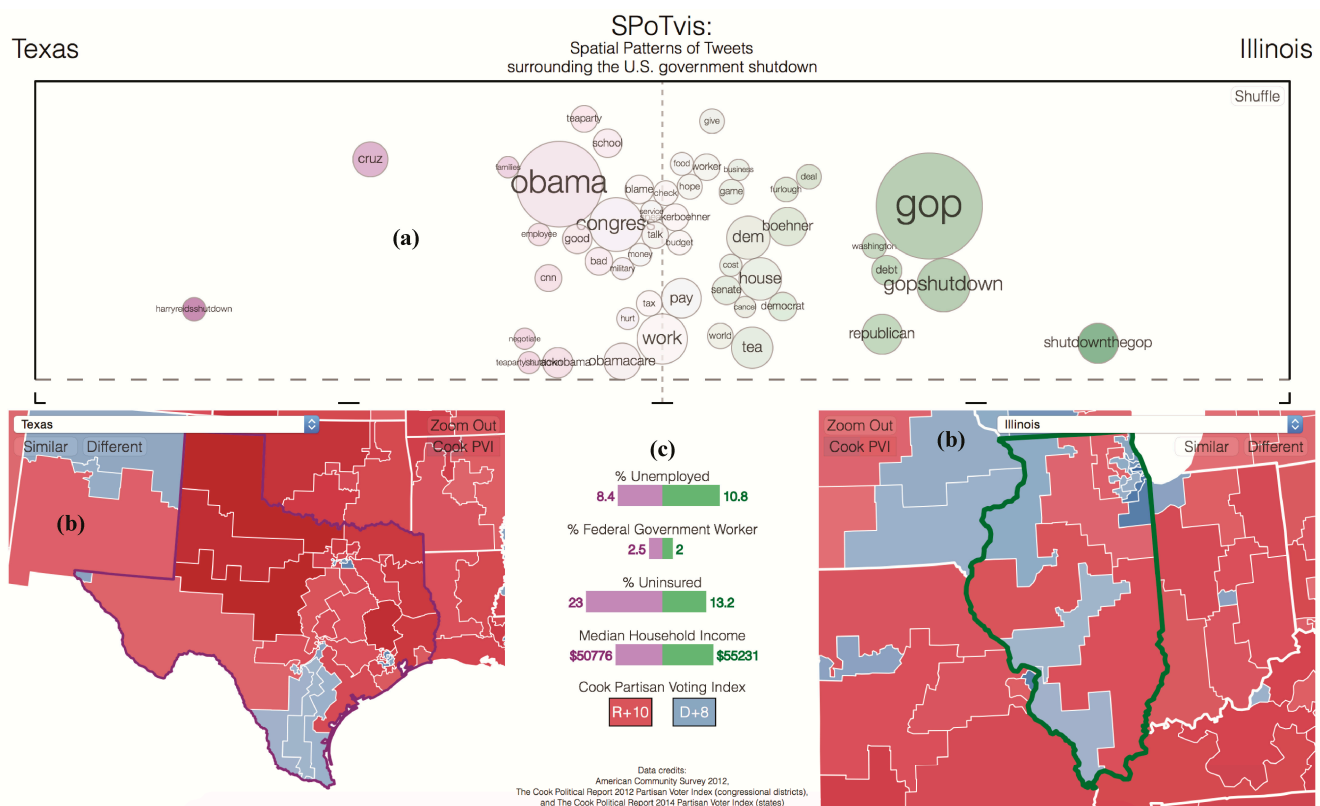 SPoTvis:
Texas
Spatial Patterns of Tweets
Illinois
surrounding the U.S. government shutdown
Shuffle
teaparty
give
school
cruz
families
food
worker
business
deal
obama
blame
check
hope
game
furlough
gop
service
congress
boehner
(a)
employee
good
talk
budget
dem
washington
bad
money
military
cost
debt
cnn
house
gopshutdown
senate
harryreidsshutdown
tax
pay
cancel
democrat
hurt
negotiate
work
world
tea
republican
shutdownthegop
obamacare
Texas
Zoom Out
Similar
Different
Cook PVI
(b)
(c)
% Unemployed
8.4
10.8
% Federal Government Worker
2.5
2
% Uninsured
23
13.2
Median Household Income
$50776
$55231
Cook Partisan Voting Index
R+10
D+8
Data credits:
American Community Survey 2012,
The Cook Political Report 2012 Partisan Voter Index (congressional districts),
and The Cook Political Report 2014 Partisan Voter Index (states)
Zoom Out
Cook PVI
(b)
Illinois
Similar
Different